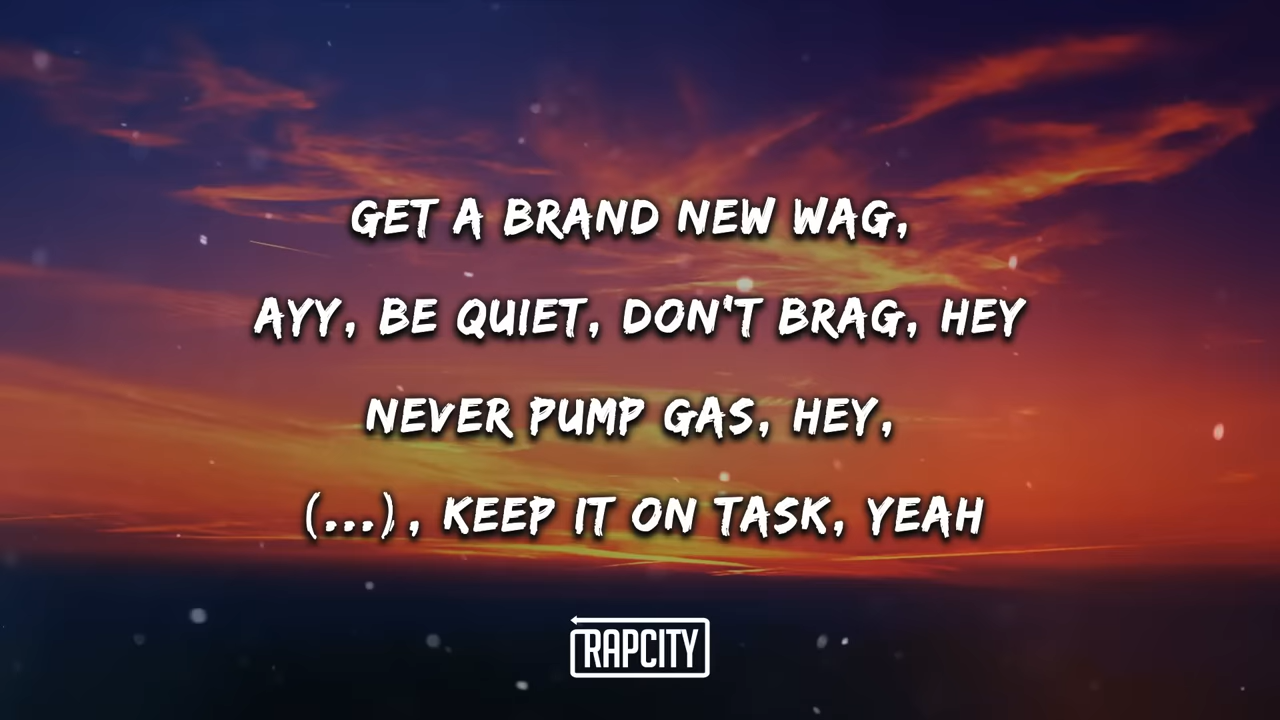 GET A BRAND NEW WAG,
AYY, BE QUIET, DON'T BRAG, HEY
NEVER PUMP GAS, HEY,
(...), KEEP IT ON TASK, YEAH
RAPCITY